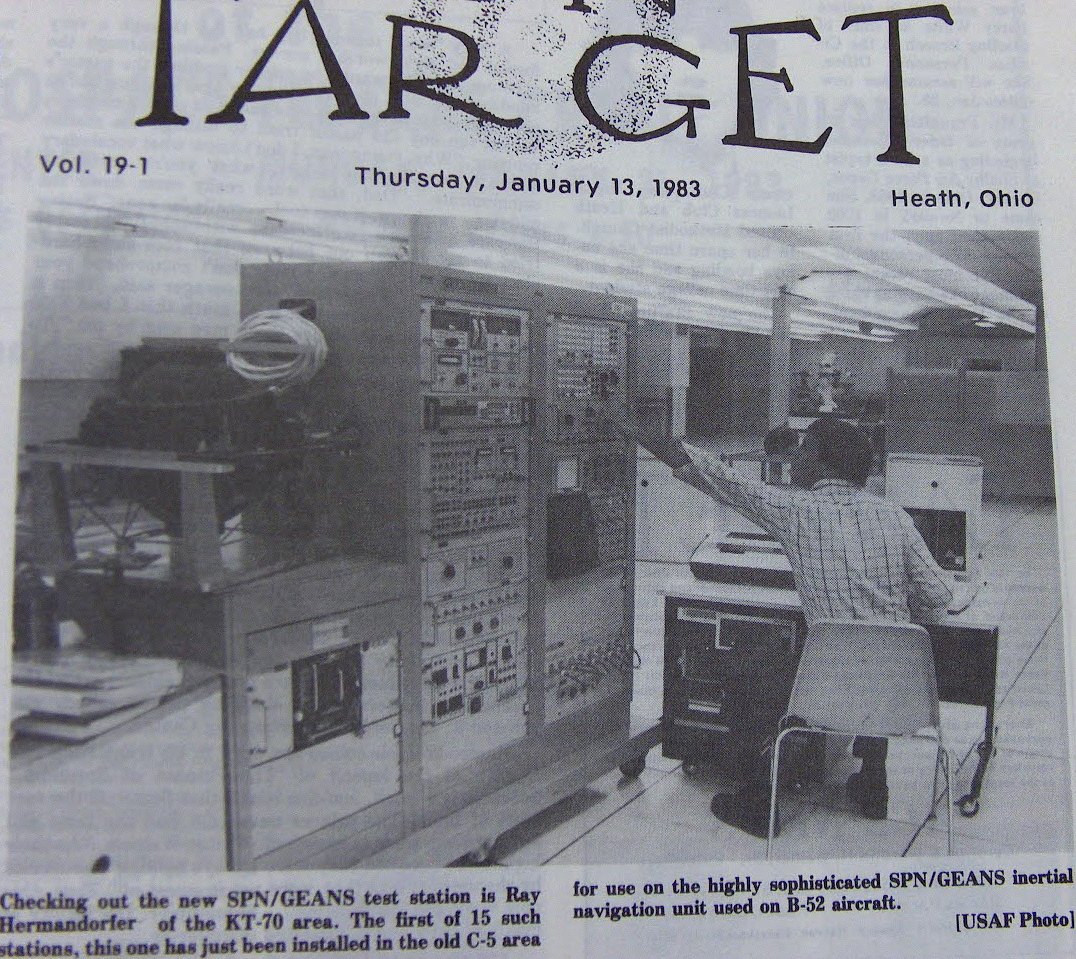 TARGET
Vol. 19-1
Thursday, January 13, 1983
Heath, Ohio
Checking out the new SPN/GEANS test station is Ray
Hermandorfer of the KT-70 area. The first of 15 such
stations, this one has just been installed in the old C-5 area
for use on the highly sophisticated SPN/GEANS inertial
navigation unit used on B-52 aircraft.
[USAF Photo]